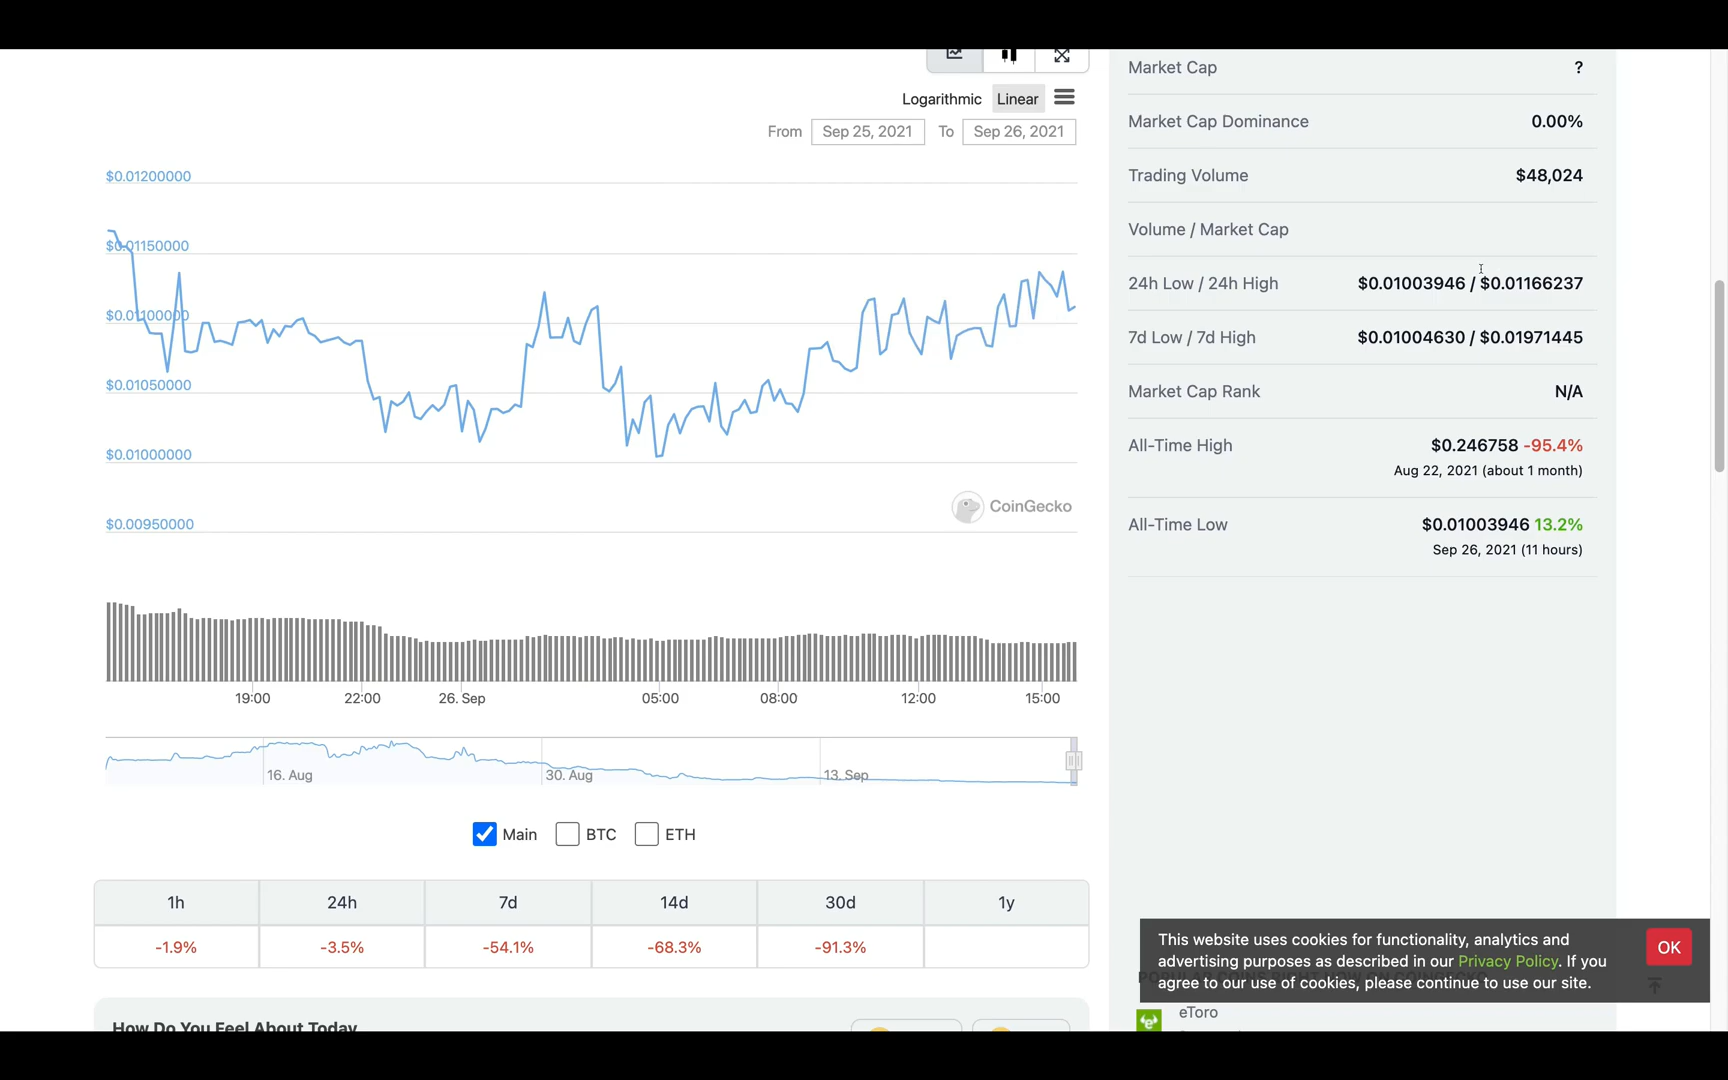 Logarithmic Linear
From Sep 25, 2021 To Sep 26, 2021
$0.01200000
$0.01150000
$0.01100000
$0.01050000
$0.01000000
$0.00950000
CoinGecko
19:00 22:00 26. Sep 05:00 08:00 12:00 15:00
16. Aug 30. Aug 13. Sep
Main BTC ETH
1h 24h 7d 14d 30d 1y
-1.9% -3.5% -54.1% -68.3% -91.3%
How Do You Feel About Today
Market Cap ?
Market Cap Dominance 0.00%
Trading Volume $48,024
Volume / Market Cap
24h Low / 24h High $0.01003946 / $0.01166237
7d Low / 7d High $0.01004630 / $0.01971445
Market Cap Rank N/A
All-Time High $0.246758 -95.4%
Aug 22, 2021 (about 1 month)
All-Time Low $0.01003946 13.2%
Sep 26, 2021 (11 hours)
This website uses cookies for functionality, analytics and
advertising purposes as described in our Privacy Policy. If you
agree to our use of cookies, please continue to use our site.
OK
POPULAR COINS RIGHT NOW ON COINGECKO
eToro